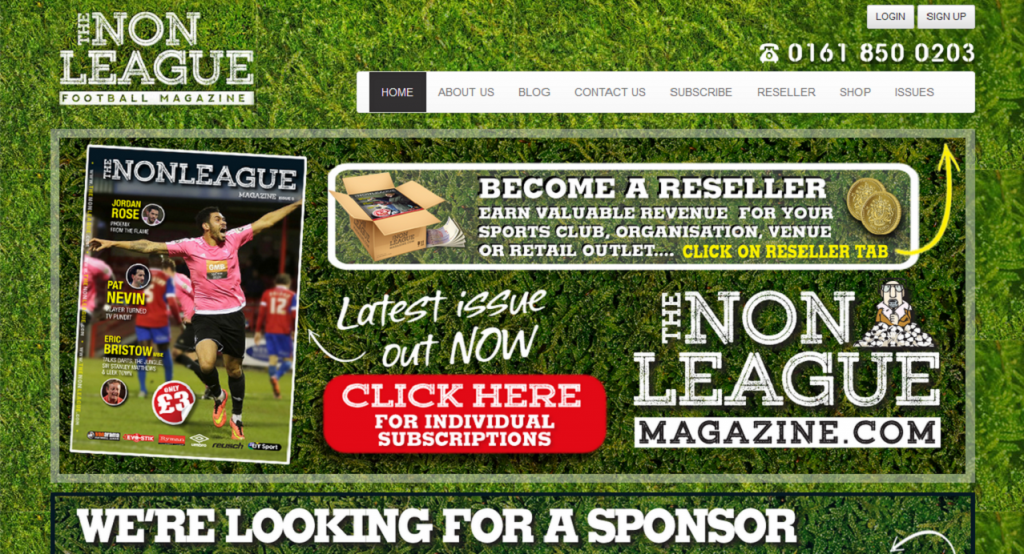 THE NON
LEAGUE
FOOTBALL MAGAZINE
LOGIN
SIGN UP
0161 850 0203
HOME
ABOUT US
BLOG
CONTACT US
SUBSCRIBE
RESELLER
SHOP
ISSUES
THE NONLEAGUE
MAGAZINE
JORDAN
ROSE
PHOENIX
FROM THE FLAME
PAT
NEVIN
PLAYER TURNED
TV PUNDIT
ERIC
BRISTOW
ONLY
£3
BECOME A RESELLER
EARN VALUABLE REVENUE FOR YOUR
SPORTS CLUB, ORGANISATION, VENUE
OR RETAIL OUTLET.... CLICK ON RESELLER TAB
Latest issue
out NOW
CLICK HERE
FOR INDIVIDUAL
SUBSCRIPTIONS
THE NON
LEAGUE
MAGAZINE.COM
WE'RE LOOKING FOR A SPONSOR